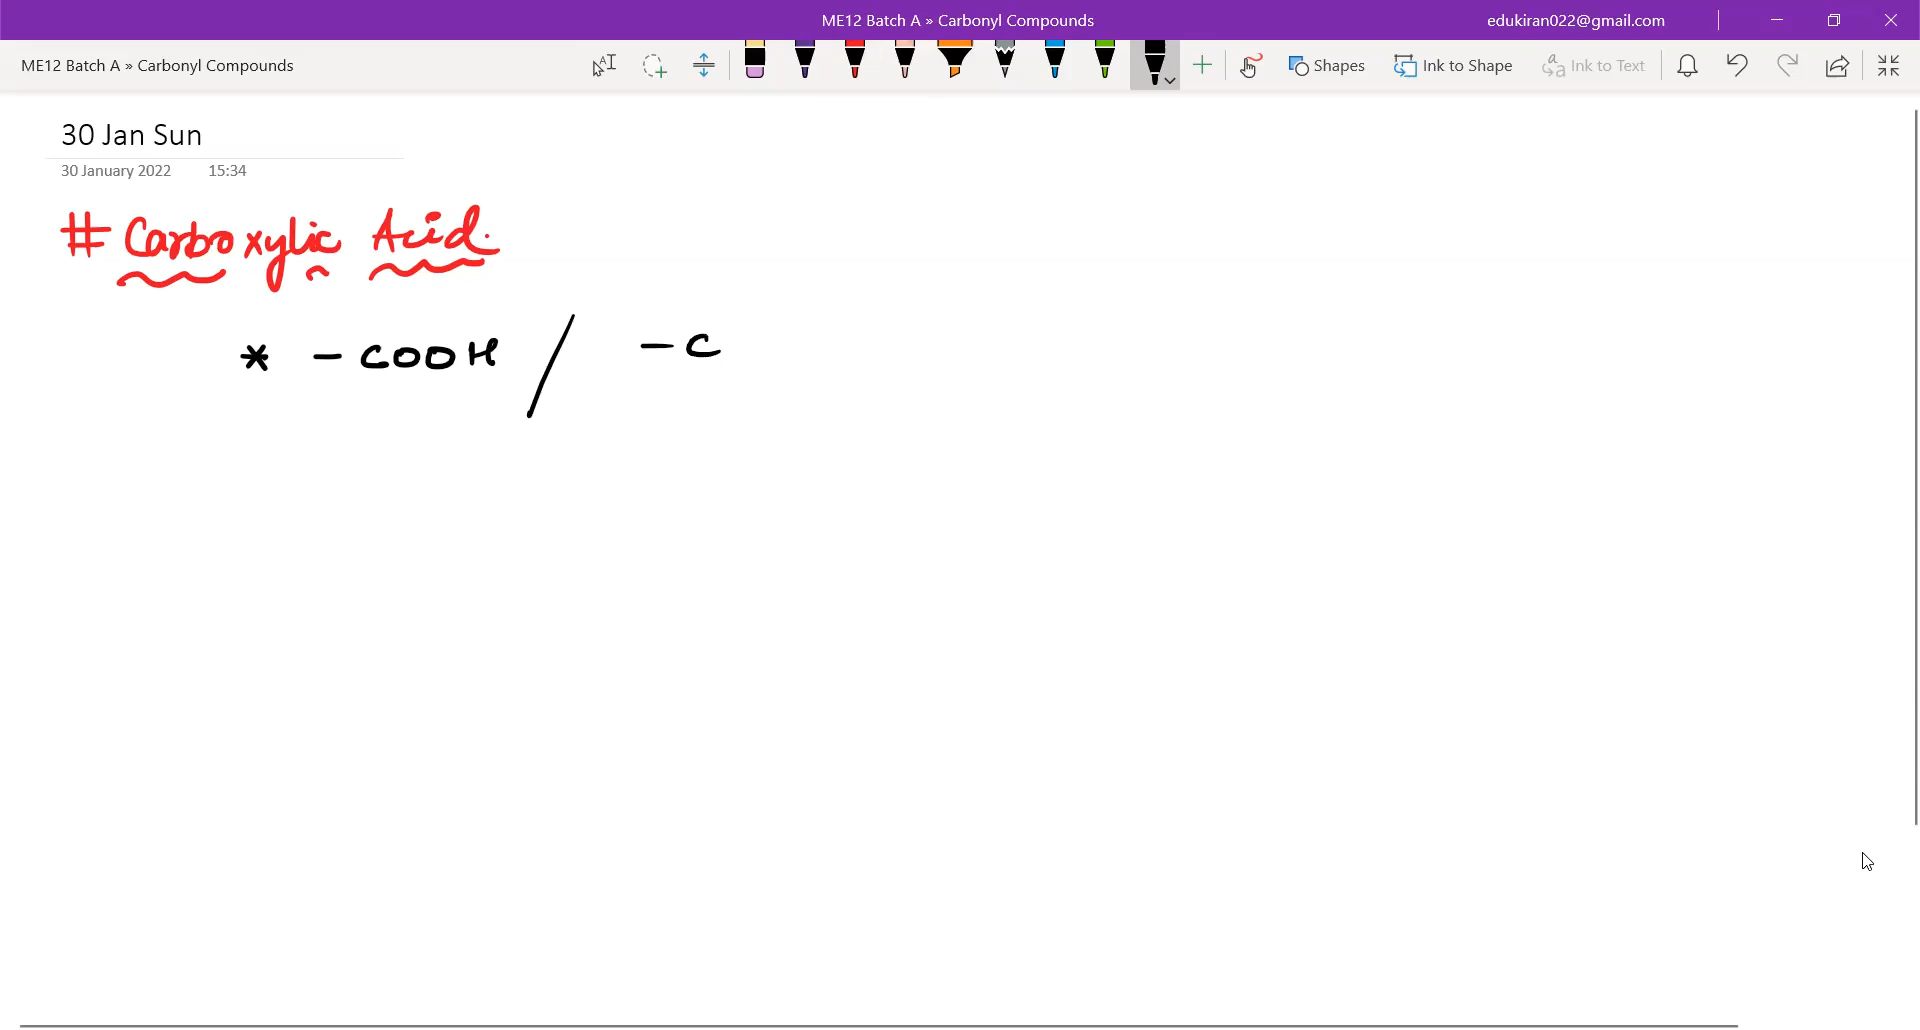 ME12 Batch A » Carbonyl Compounds
edukiran022@gmail.com
ME12 Batch A » Carbonyl Compounds
Shapes
Ink to Shape
Ink to Text
30 Jan Sun
30 January 2022 15:34
# Carboxylic Acid.
* - COOH / - C